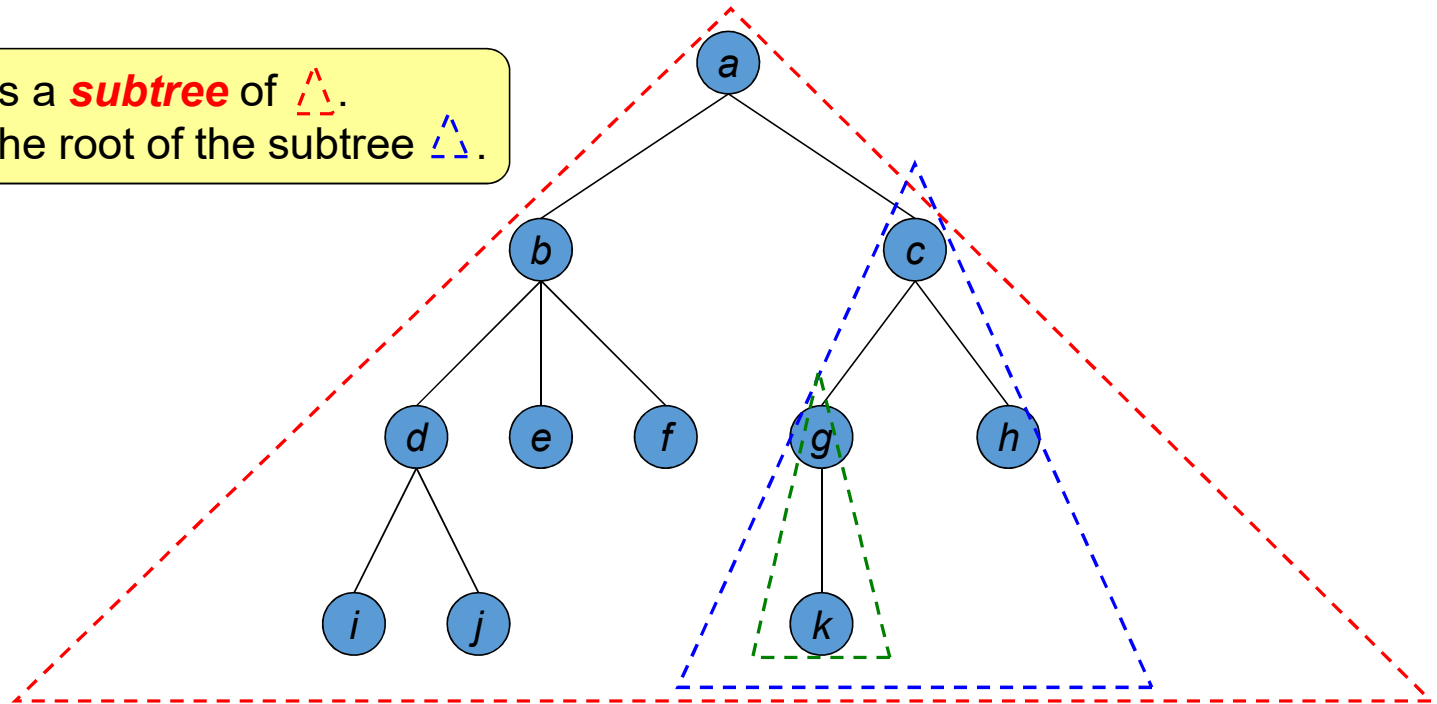 a
s a subtree of .
he root of the subtree .
b c
d e f g h
i j k